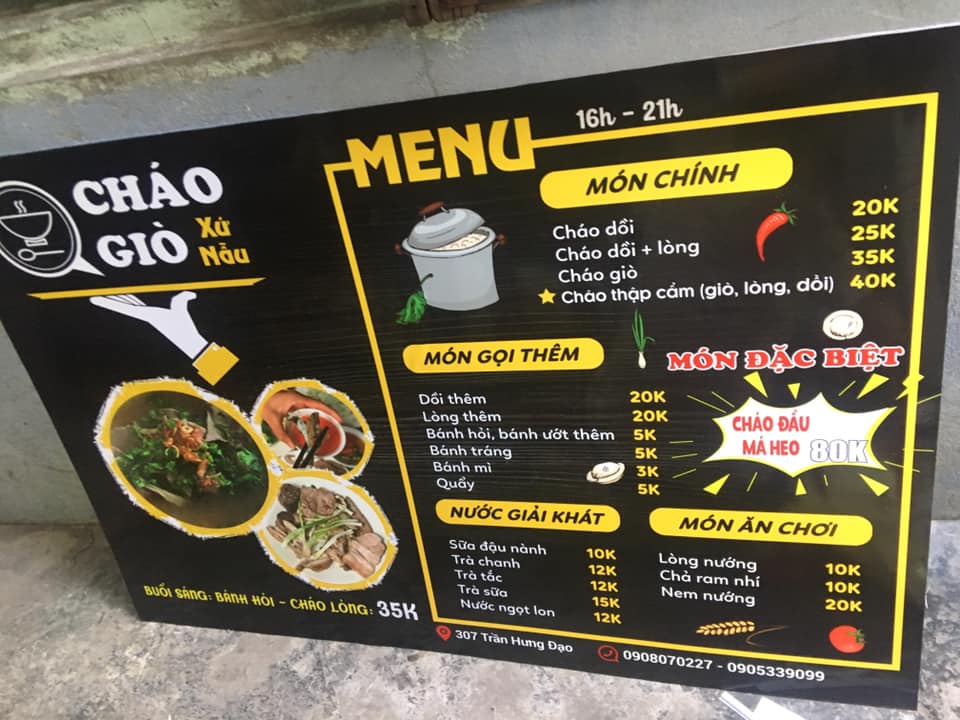 CHÁO
GIÒ
Xứ
Nẫu
MENU
16h - 21h
MÓN CHÍNH
Cháo dồi 20K
Cháo dồi + lòng 25K
Cháo giò 35K
Cháo thập cẩm (giò, lòng, dồi) 40K
MÓN GỌI THÊM
Dồi thêm 20K
Lòng thêm 20K
Bánh hỏi, bánh ướt thêm 5K
Bánh tráng 5K
Bánh mì 3K
Quẩy 5K
MÓN ĐẶC BIỆT
CHÁO ĐẦU
MÁ HEO 80K
NƯỚC GIẢI KHÁT
Sữa đậu nành 10K
Trà chanh 12K
Trà tắc 12K
Trà sữa 15K
Nước ngọt lon 12K
MÓN ĂN CHƠI
Lòng nướng 10K
Chả ram nhí 10K
Nem nướng 20K
BUỔI SÁNG: BÁNH HỎI - CHÁO LÒNG: 35K
307 Trần Hưng Đạo
0908070227 - 0905339099